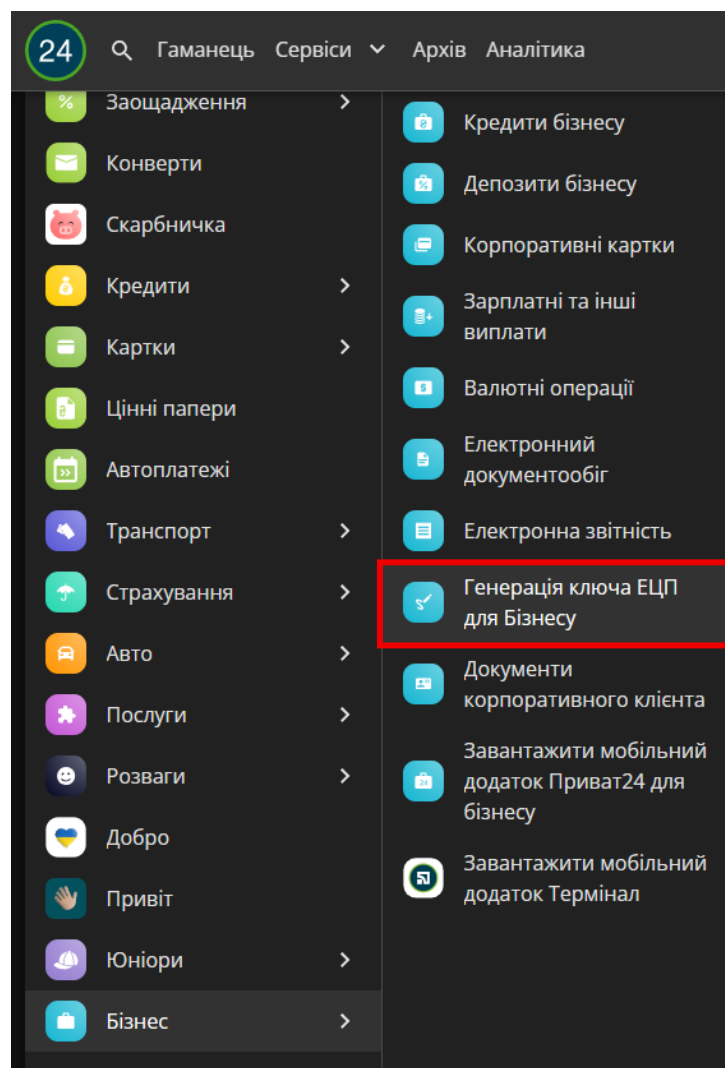 24 Гаманець Сервіси Архів Аналітика
Заощадження
Конверти
Скарбничка
Кредити
Картки
Цінні папери
Автоплатежі
Транспорт
Страхування
Авто
Послуги
Розваги
Добро
Привіт
Юніори
Бізнес
Кредити бізнесу
Депозити бізнесу
Корпоративні картки
Зарплатні та інші
виплати
Валютні операції
Електронний
документообіг
Електронна звітність
Генерація ключа ЕЦП
для Бізнесу
Документи
корпоративного клієнта
Завантажити мобільний
додаток Приват24 для
бізнесу
Завантажити мобільний
додаток Термінал